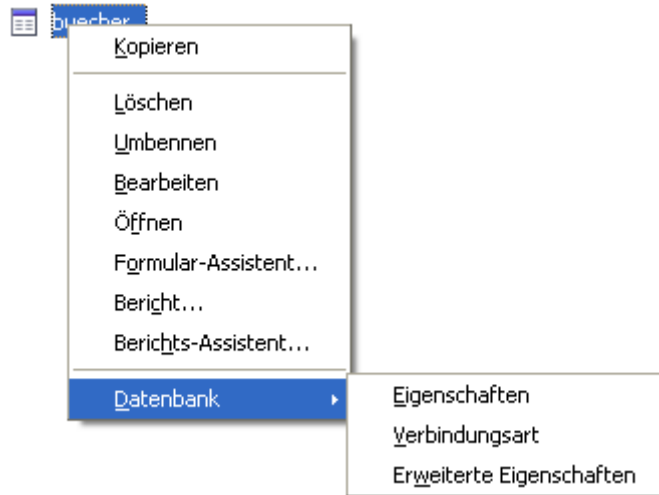 buecher
Kopieren
Löschen
Umbennen
Bearbeiten
Öffnen
Formular-Assistent...
Bericht...
Berichts-Assistent...
Datenbank
Eigenschaften
Verbindungsart
Erweiterte Eigenschaften